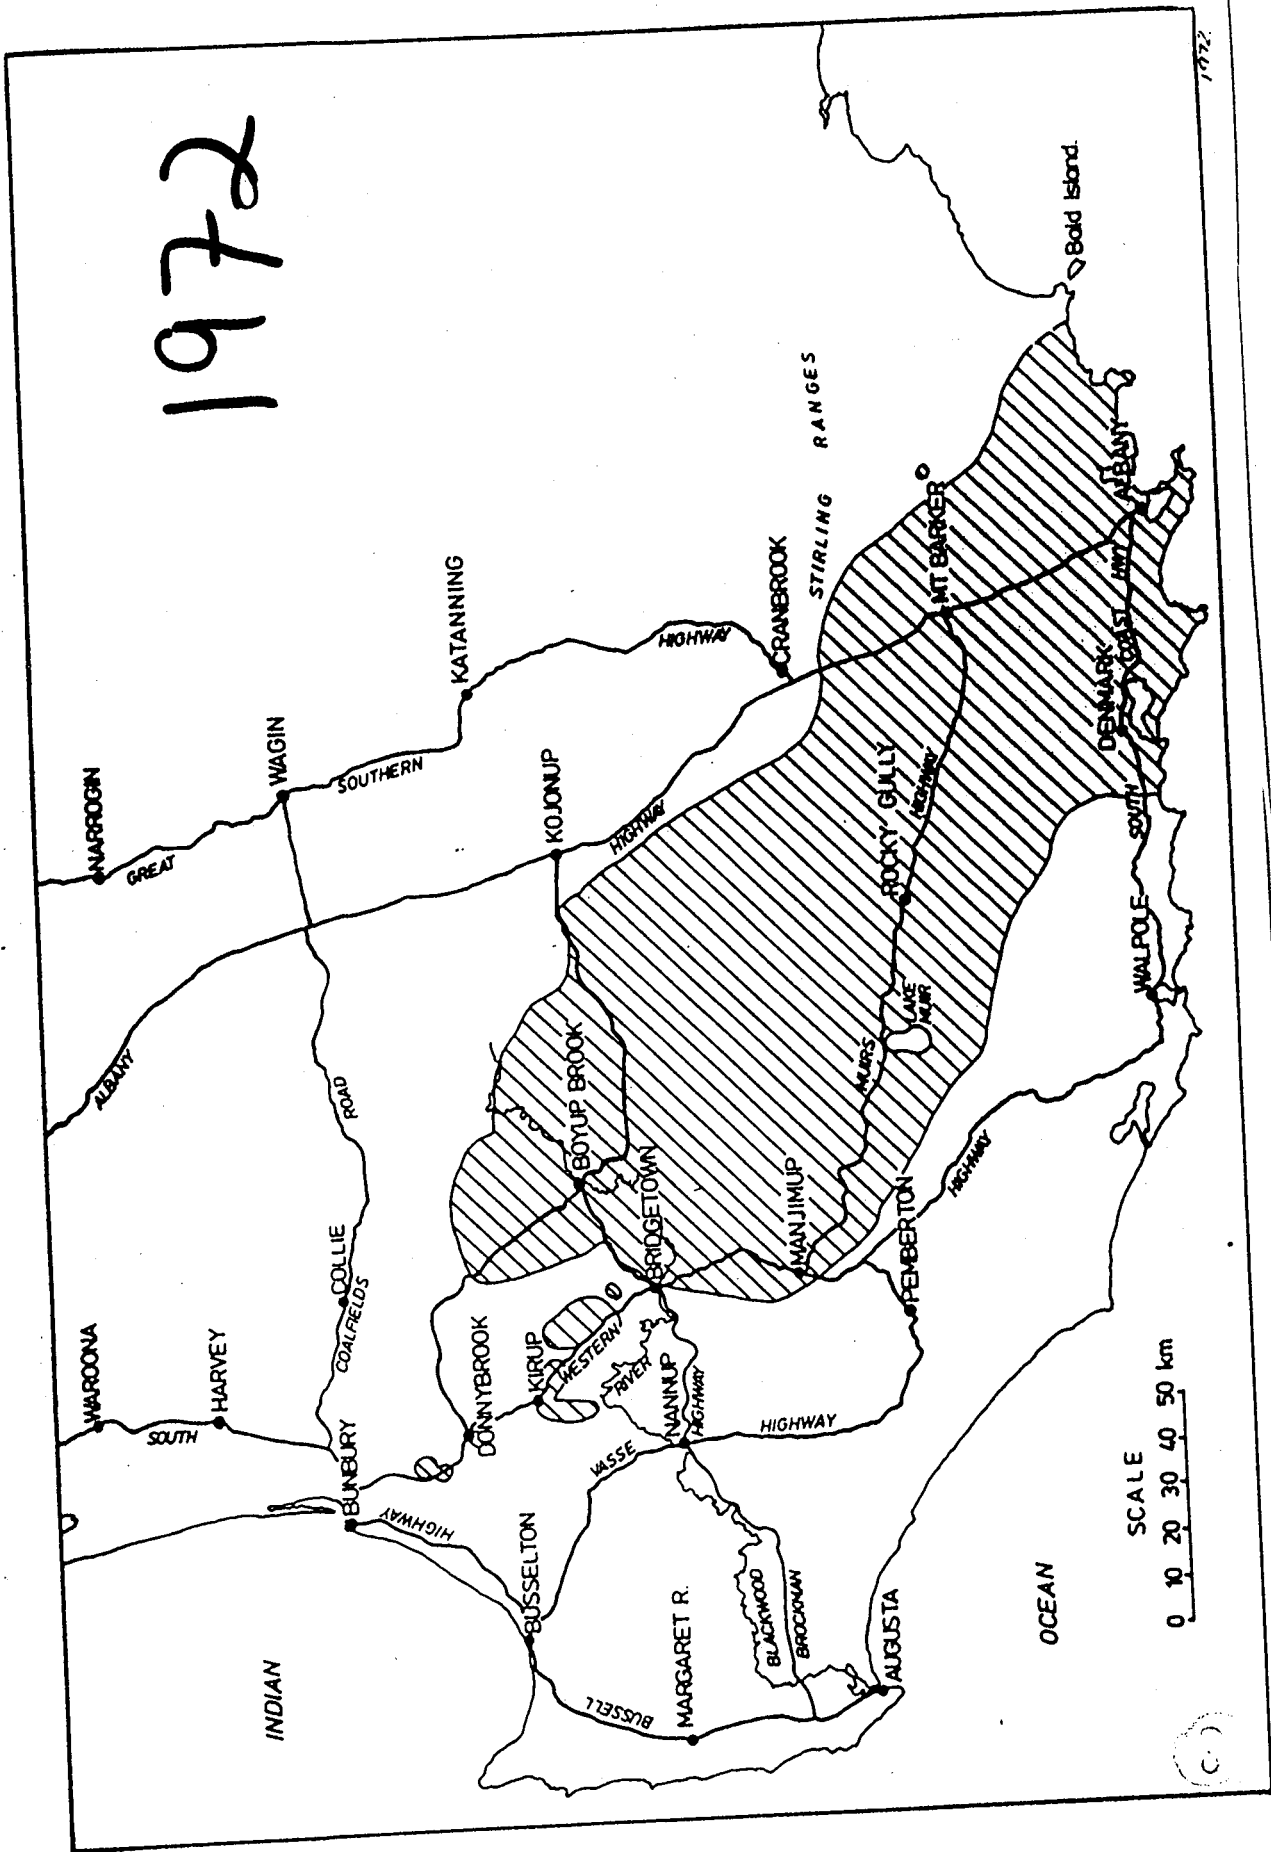 1972
1972
NARROGIN
WAROONA
HARVEY
SOUTH
GREAT
ALBANY
WAGIN
SOUTHERN
ROAD
COLLIE
COALFIELDS
BUNBURY
HIGHWAY
KATANNING
HIGHWAY
KOJONUP
HIGHWAY
CRANBROOK
STIRLING RANGES
DONNYBROOK
KIRUP
WESTERN
BOYUP BROOK
BRIDGETOWN
RIVER
NANNUP
HIGHWAY
VASSE
HIGHWAY
BUSSELTON
BUSSELL
MARGARET R.
BLACKWOOD
BROCKMAN
AUGUSTA
MANJIMUP
PEMBERTON
HIGHWAY
MUIRS
LAKE
MUIR
ROCKY GULLY
HIGHWAY
MT BARKER
DENMARK
SOUTH
COAST
HWY
ALBANY
WALPOLE
Bald Island.
INDIAN
OCEAN
SCALE
0 10 20 30 40 50 km